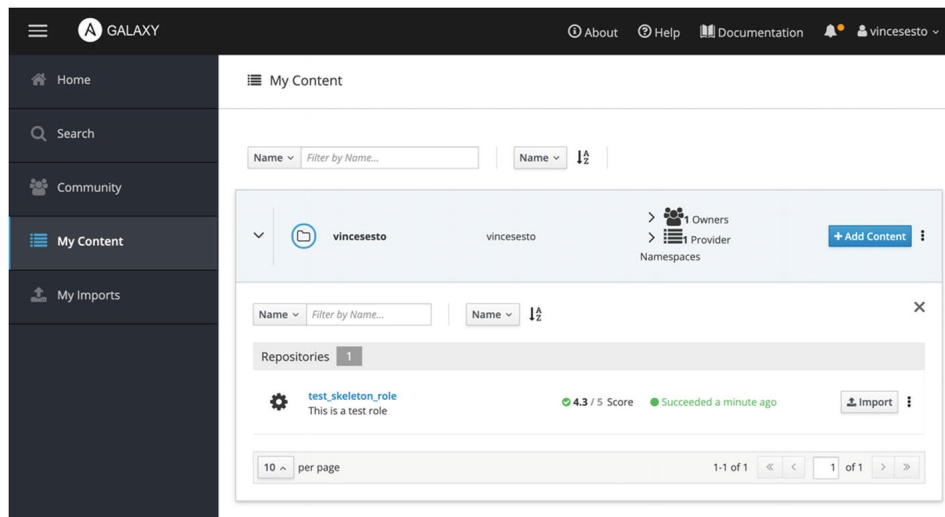 GALAXY
About Help Documentation vincesesto
Home
Search
Community
My Content
My Imports
My Content
Name Filter by Name... Name
vincesesto vincesesto
1 Owners
1 Provider
Namespaces
+ Add Content
Name Filter by Name... Name
Repositories 1
test_skeleton_role
This is a test role
4.3 / 5 Score Succeeded a minute ago Import
10 per page 1-1 of 1 « < 1 of 1 > »